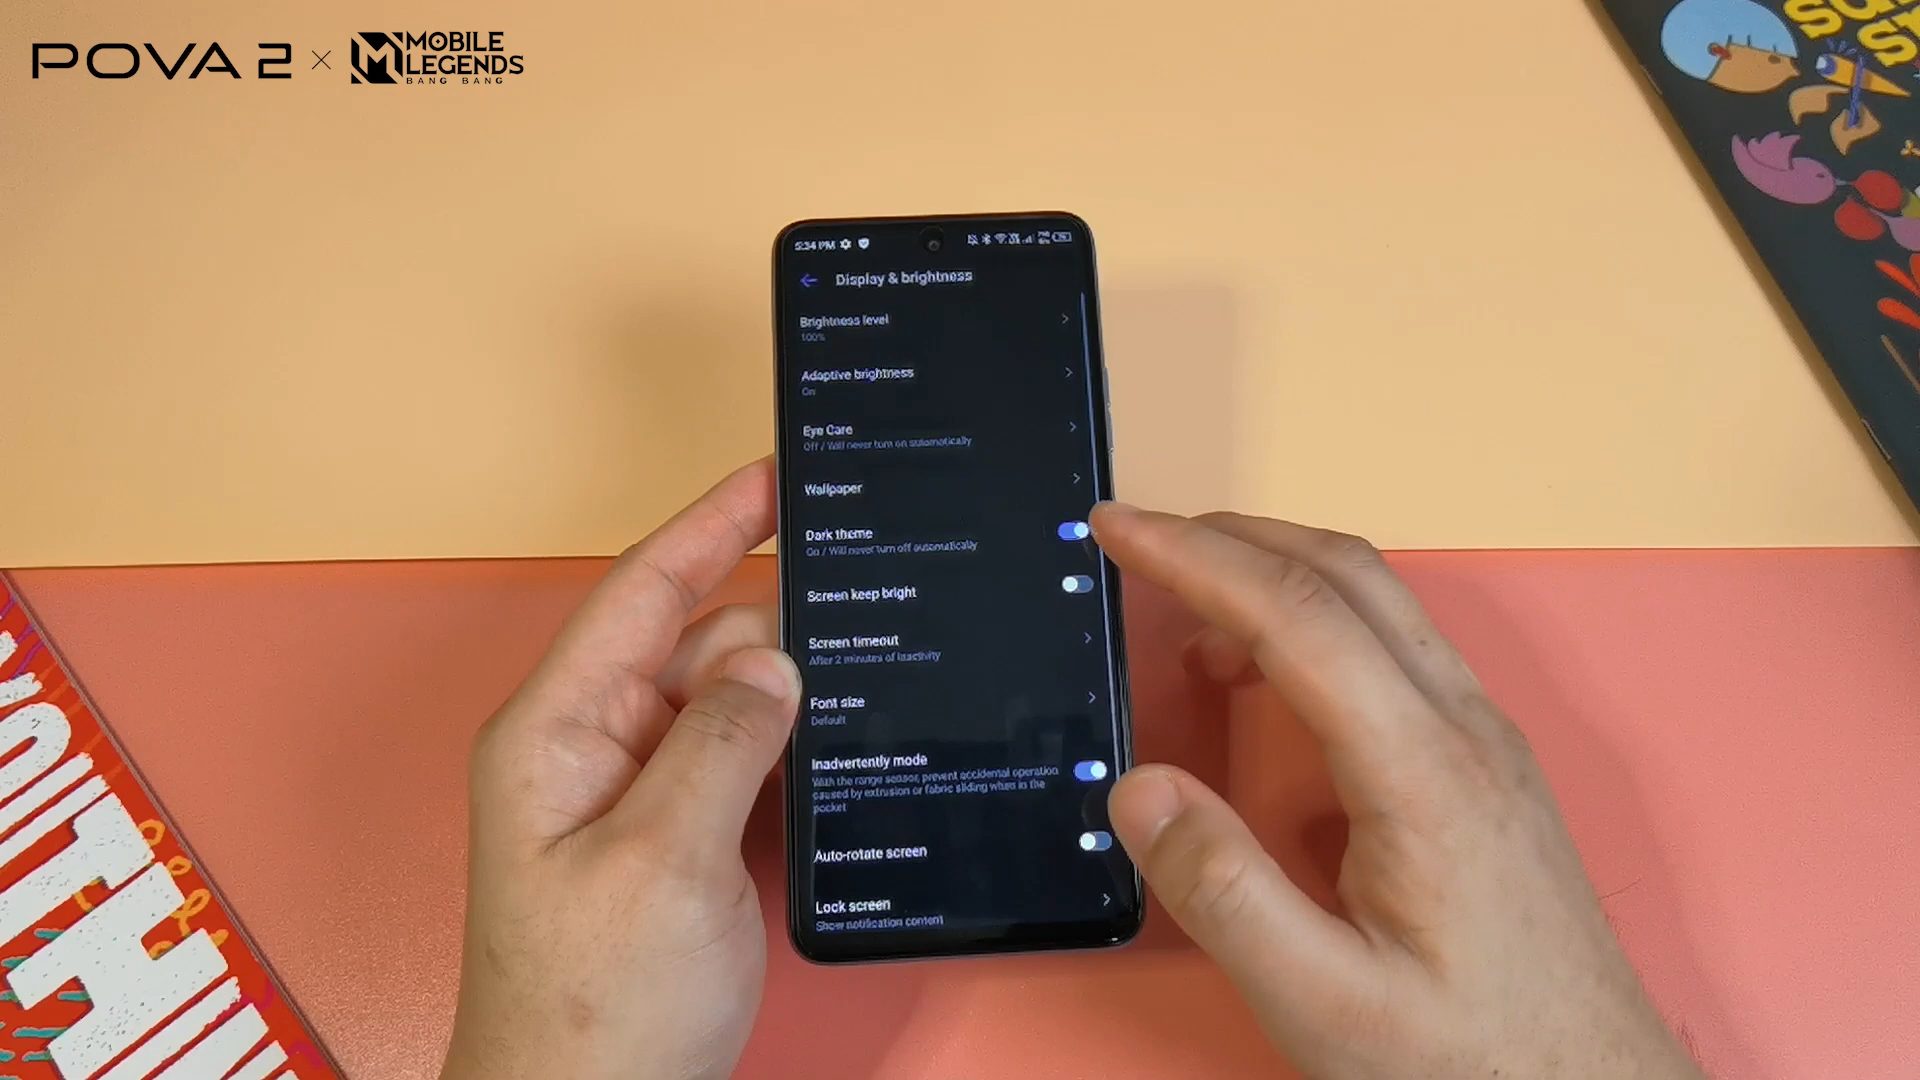 POVA 2 × MOBILE LEGENDS
BANG BANG
5:34 PM
Display & brightness
Brightness level
100%
Adaptive brightness
On
Eye Care
Off / Will never turn on automatically
Wallpaper
Dark theme
On / Will never turn off automatically
Screen keep bright
Screen timeout
After 2 minutes of inactivity
Font size
Default
Inadvertently mode
With the range sensor, prevent accidental operation
caused by extrusion or fabric sliding when in the
pocket
Auto-rotate screen
Lock screen
Show notification content